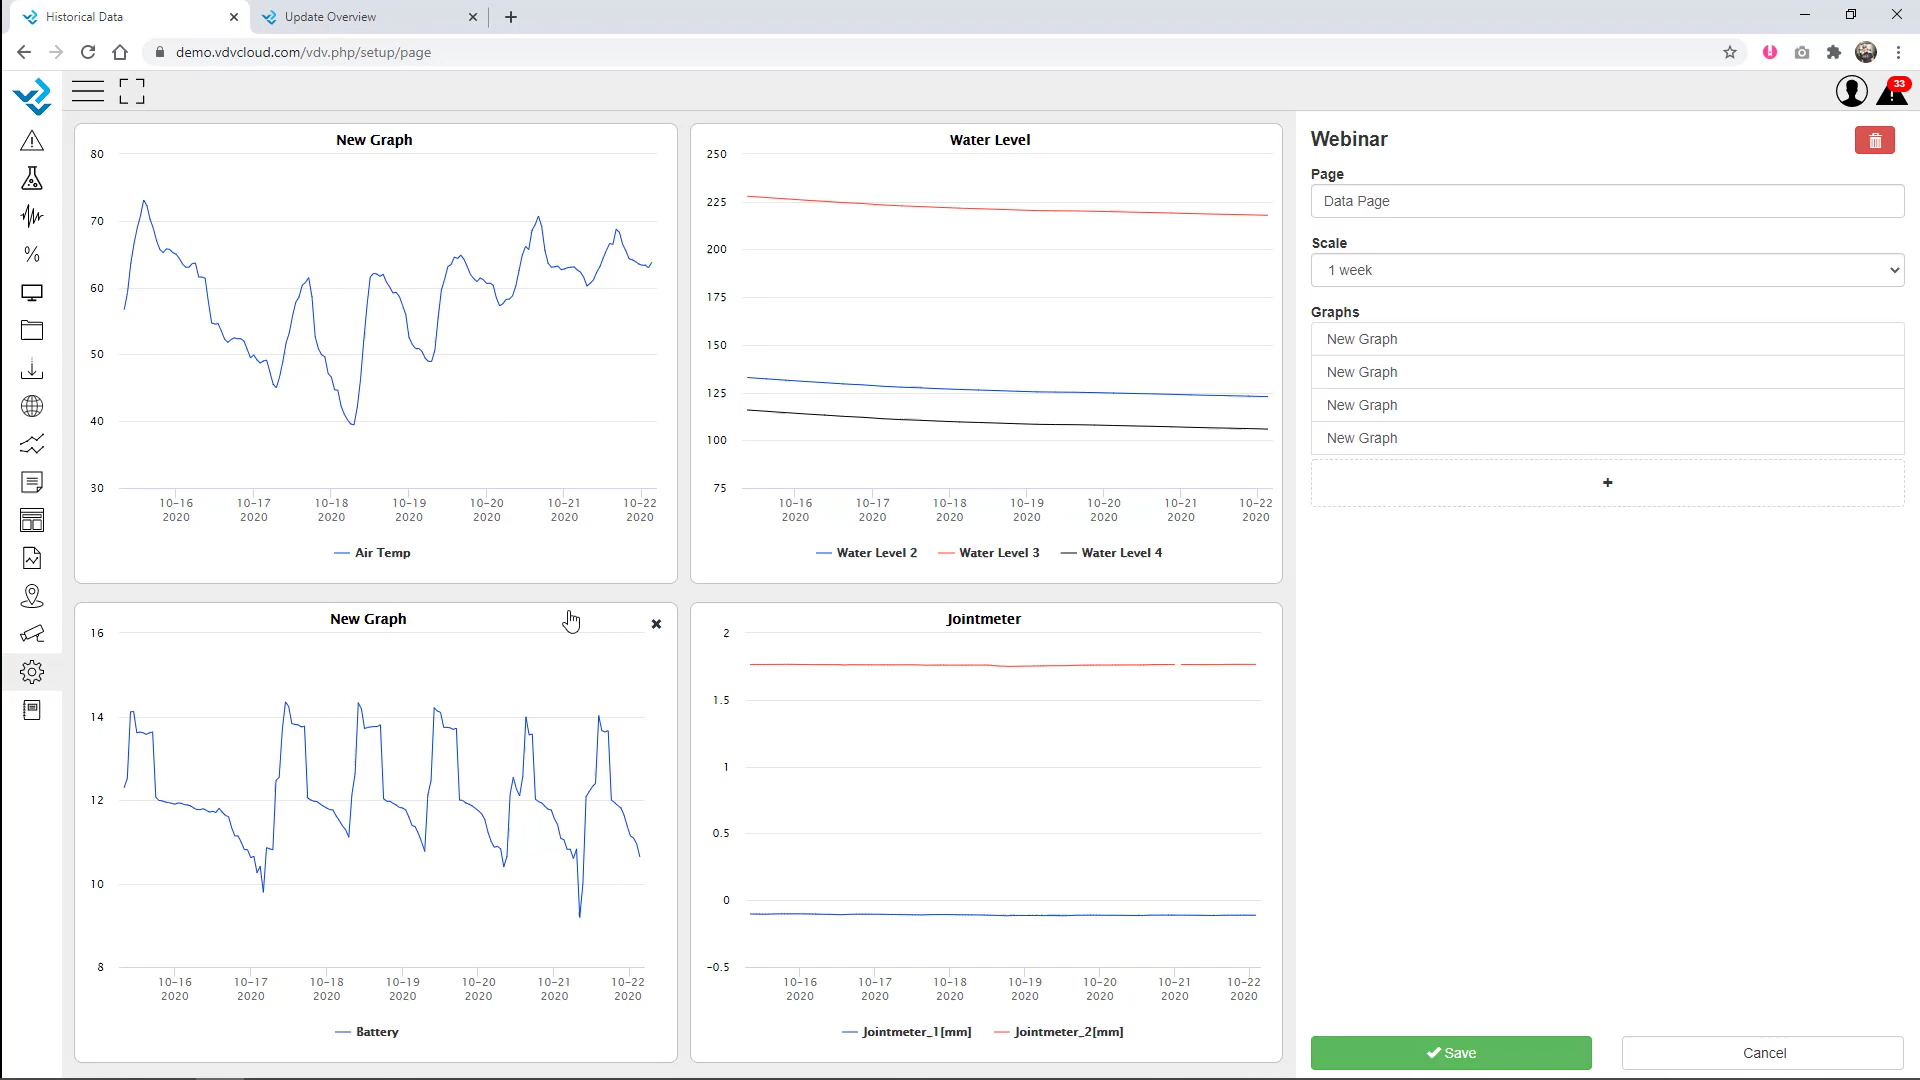 Historical Data
Update Overview
demo.vdvcloud.com/vdv.php/setup/page
33
New Graph
80
70
60
50
40
30
10-16 10-17 10-18 10-19 10-20 10-21 10-22
2020 2020 2020 2020 2020 2020 2020
Air Temp
Water Level
250
225
200
175
150
125
100
75
10-16 10-17 10-18 10-19 10-20 10-21 10-22
2020 2020 2020 2020 2020 2020 2020
Water Level 2 Water Level 3 Water Level 4
New Graph
16
14
12
10
8
10-16 10-17 10-18 10-19 10-20 10-21 10-22
2020 2020 2020 2020 2020 2020 2020
Battery
Jointmeter
2
1.5
1
0.5
0
-0.5
10-16 10-17 10-18 10-19 10-20 10-21 10-22
2020 2020 2020 2020 2020 2020 2020
Jointmeter_1[mm] Jointmeter_2[mm]
Webinar
Page
Data Page
Scale
1 week
Graphs
New Graph
New Graph
New Graph
New Graph
+
Save
Cancel
%